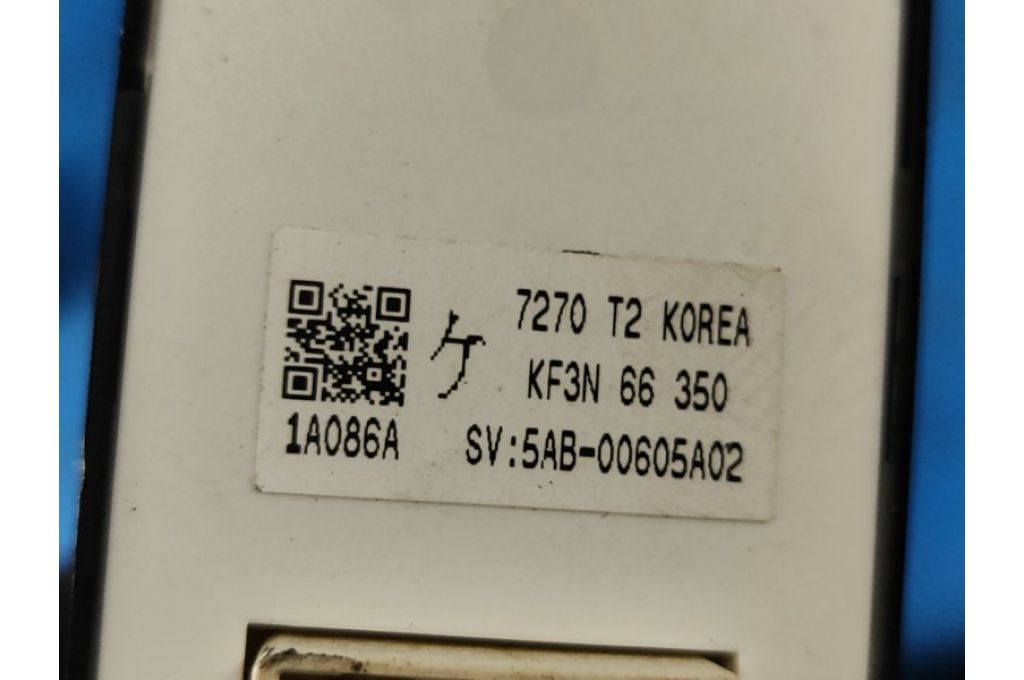 ケ 7270 T2 KOREA
KF3N 66 350
1A086A SV:5AB-00605A02